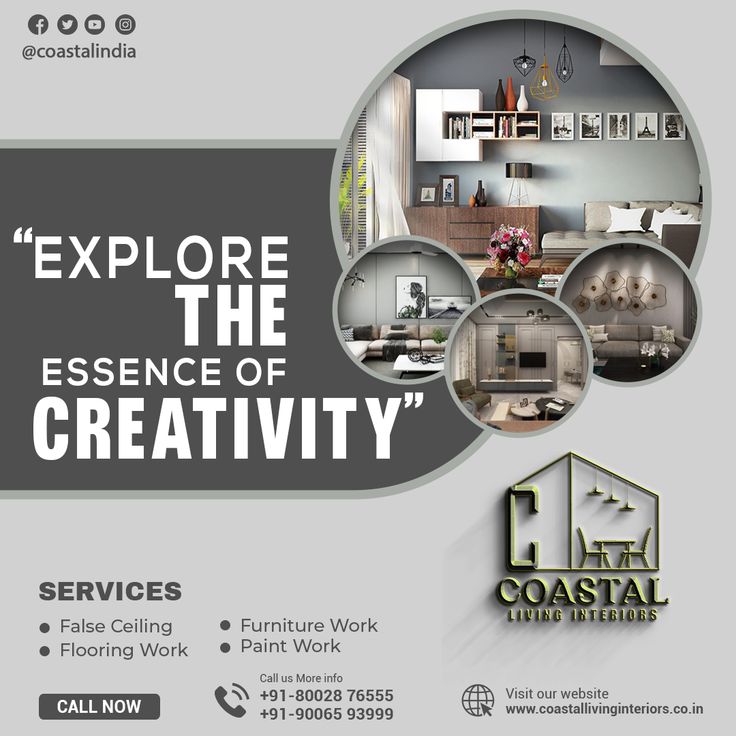 @coastalindia
“EXPLORE
THE
ESSENCE OF
CREATIVITY”
C
COASTAL
LIVING INTERIORS
SERVICES
False Ceiling
Flooring Work
Furniture Work
Paint Work
CALL NOW
Call us More info
+91-80028 76555
+91-90065 93999
Visit our website
www.coastallivinginteriors.co.in